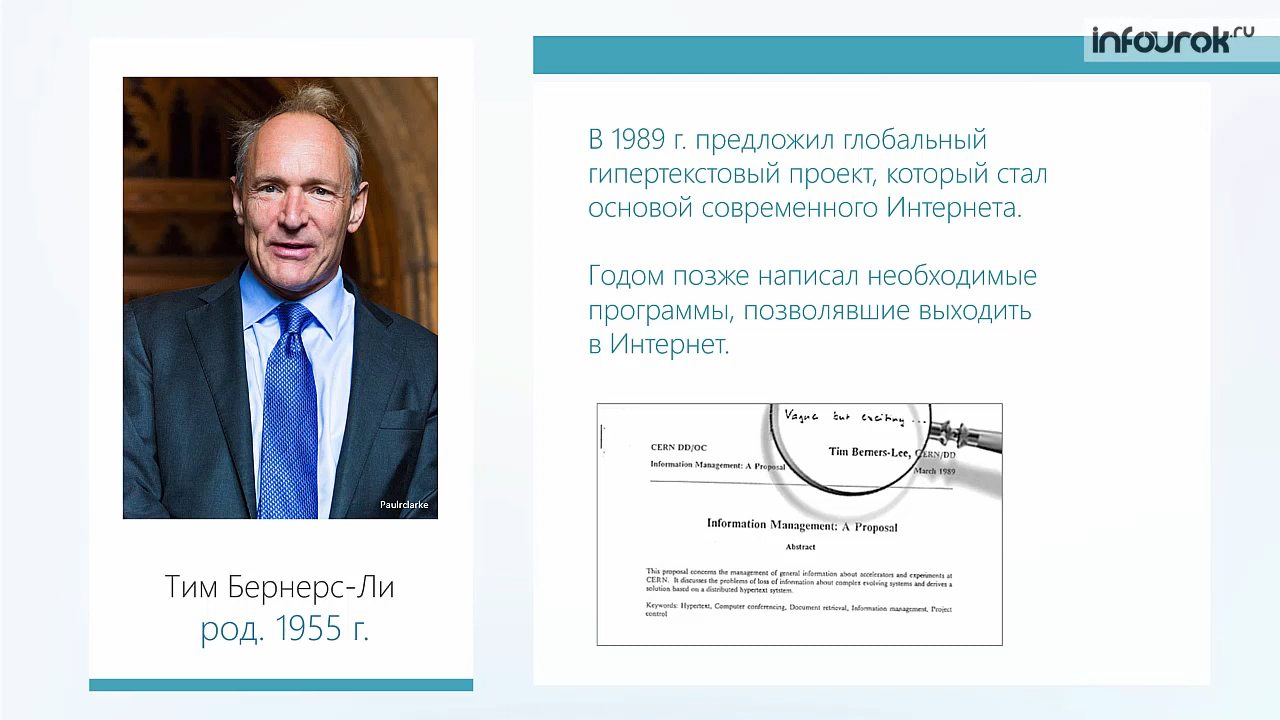 infourok.ru
В 1989 г. предложил глобальный
гипертекстовый проект, который стал
основой современного Интернета.
Годом позже написал необходимые
программы, позволявшие выходить
в Интернет.
Paulrclarke
Тим Бернерс-Ли
род. 1955 г.
Vague but exciting ...
CERN DD/OC
Tim Berners-Lee, CERN/DD
Information Management: A Proposal
March 1989
Information Management: A Proposal
Abstract
This proposal concerns the management of general information about accelerators and experiments at
CERN. It discusses the problems of loss of information about complex evolving systems and derives a
solution based on a distributed hypertext system.
Keywords: Hypertext, Computer conferencing, Document retrieval, Information management, Project
control